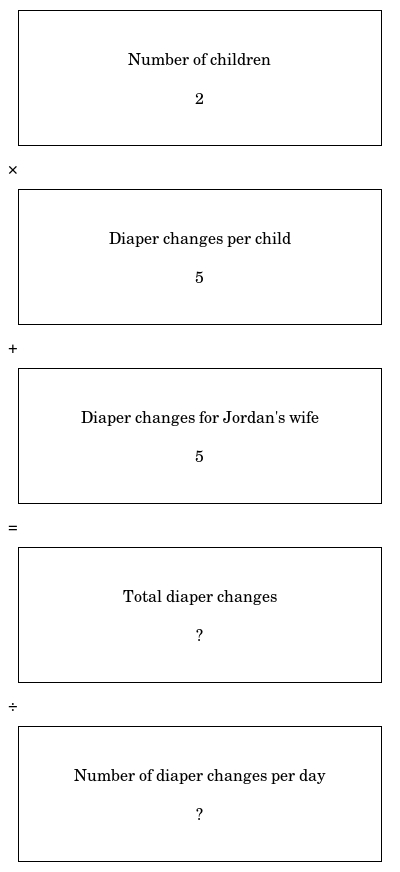 Number of children
2
×
Diaper changes per child
5
+
Diaper changes for Jordan's wife
5
=
Total diaper changes
?
÷
Number of diaper changes per day
?